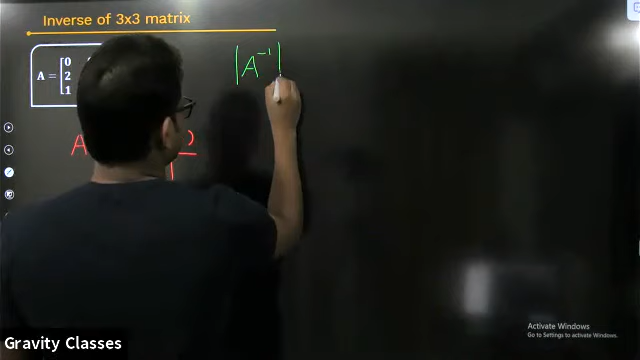 Inverse of 3x3 matrix
A = [0
2
1
|A⁻¹|
A
Activate Windows
Go to Settings to activate Windows.
Gravity Classes